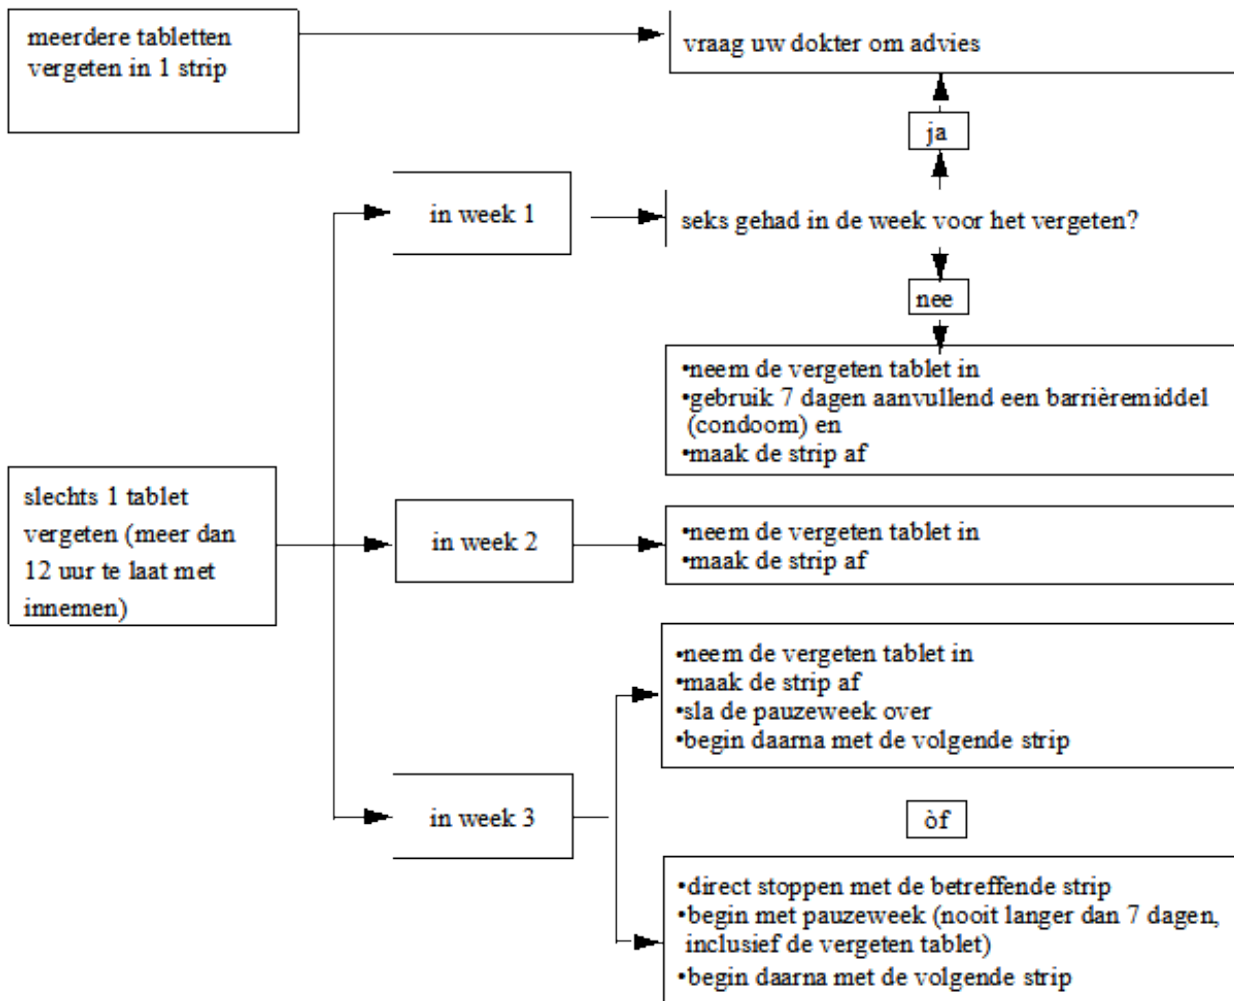 meerdere tabletten
vergeten in 1 strip
vraag uw dokter om advies
ja
in week 1
seks gehad in de week voor het vergeten?
nee
•neem de vergeten tablet in
•gebruik 7 dagen aanvullend een barrièremiddel
(condoom) en
•maak de strip af
slechts 1 tablet
vergeten (meer dan
12 uur te laat met
innemen)
in week 2
•neem de vergeten tablet in
•maak de strip af
•neem de vergeten tablet in
•maak de strip af
•sla de pauzeweek over
•begin daarna met de volgende strip
in week 3
òf
•direct stoppen met de betreffende strip
•begin met pauzeweek (nooit langer dan 7 dagen,
inclusief de vergeten tablet)
•begin daarna met de volgende strip